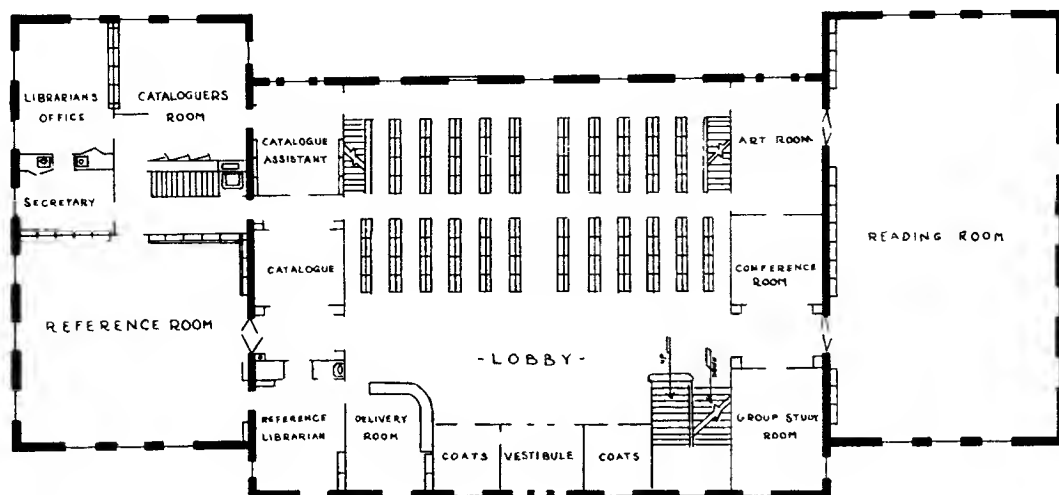 LIBRARIANS
OFFICE
CATALOGUERS
ROOM
SECRETARY
CATALOGUE
ASSISTANT
ART ROOM
READING ROOM
CATALOGUE
CONFERENCE
ROOM
REFERENCE ROOM
- LOBBY -
UP
REFERENCE
LIBRARIAN
DELIVERY
ROOM
GROUP STUDY
ROOM
COATS
VESTIBULE
COATS